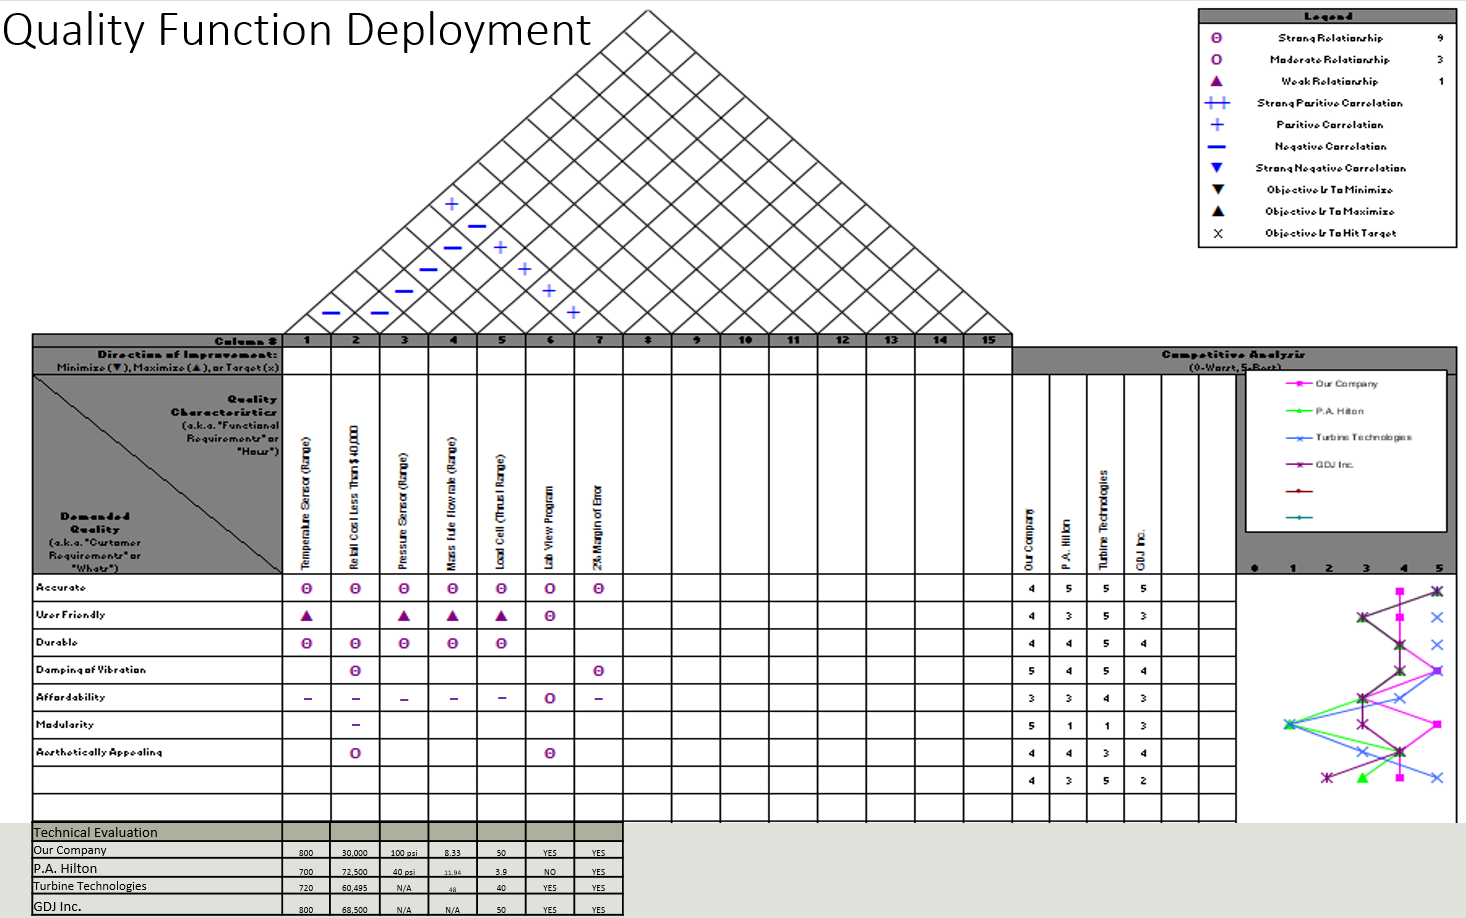 Quality Function Deployment
Legend
Strong Relationship 9
Moderate Relationship 3
Weak Relationship 1
++ Strong Positive Correlation
+ Positive Correlation
Negative Correlation
▼ Strong Negative Correlation
▼ Objective Is To Minimize
▲ Objective Is To Maximize
X Objective Is To Hit Target
Column # 1 2 3 4 5 6 7 8 9 10 11 12 13 14 15
Direction of Improvement:
Minimize (▼), Maximize (▲), or Target (x)
Competitive Analysis
(0=Worst, 5=Best)
Quality
Characteristics
(a.k.a. "Functional
Requirements" or
"Hows")
Demanded
Quality
(a.k.a. "Customer
Requirements" or
"Whats")
Temperature Sensor (Range)
Retail Cost Less Than $40,000
Pressure Sensor (Range)
Mass Fule Flowrate (Range)
Load Cell (Thrust Range)
Lab View Program
2% Margin of Error
Our Company
P.A. Hilton
Turbine Technologies
GDJ Inc.
Our Company
P.A. Hilton
Turbine Technologies
GDJ Inc.
0 1 2 3 4 5
Accurate Θ Θ Θ Θ Θ O Θ 4 5 5 5
User Friendly ▲ ▲ ▲ ▲ Θ 4 3 5 3
Durable Θ Θ Θ Θ Θ 4 4 5 4
Damping of Vibration Θ Θ 5 4 5 4
Affordability – – – – – O – 3 3 4 3
Modularity – 5 1 1 3
Aesthetically Appealing O Θ 4 4 3 4
4 3 5 2
Technical Evaluation
Our Company 800 30,000 100 psi 8.33 50 YES YES
P.A. Hilton 700 72,500 40 psi 11.94 3.9 NO YES
Turbine Technologies 720 60,495 N/A 48 40 YES YES
GDJ Inc. 800 68,500 N/A N/A 50 YES YES